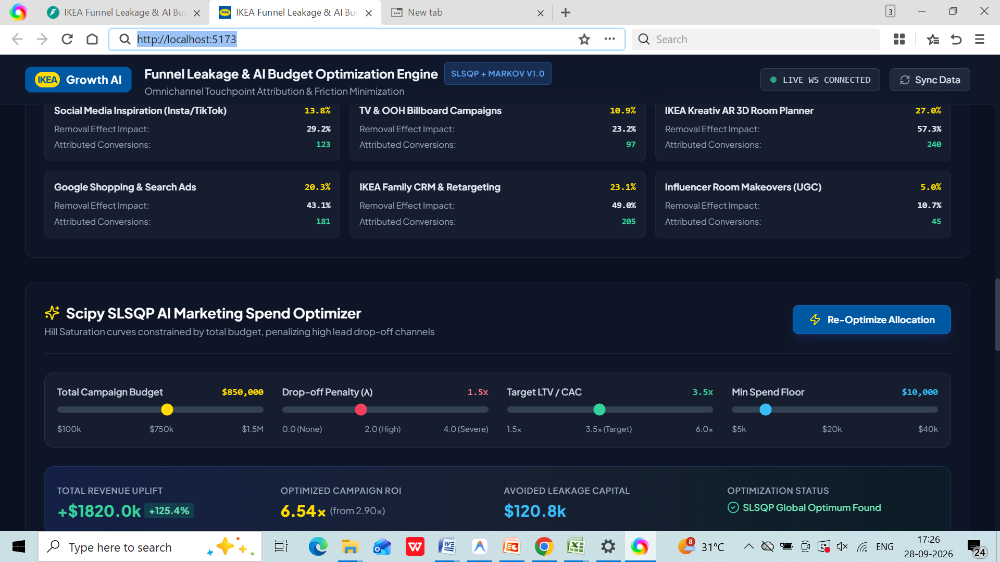 IKEA Funnel Leakage & AI Bu
IKEA Funnel Leakage & AI Bu
New tab
3
http://localhost:5173
Search
IKEA Growth AI
Funnel Leakage & AI Budget Optimization Engine
SLSQP + MARKOV V1.0
Omnichannel Touchpoint Attribution & Friction Minimization
LIVE WS CONNECTED
Sync Data
Social Media Inspiration (Insta/TikTok) 13.8%
Removal Effect Impact: 29.2%
Attributed Conversions: 123
TV & OOH Billboard Campaigns 10.9%
Removal Effect Impact: 23.2%
Attributed Conversions: 97
IKEA Kreativ AR 3D Room Planner 27.0%
Removal Effect Impact: 57.3%
Attributed Conversions: 240
Google Shopping & Search Ads 20.3%
Removal Effect Impact: 43.1%
Attributed Conversions: 181
IKEA Family CRM & Retargeting 23.1%
Removal Effect Impact: 49.0%
Attributed Conversions: 205
Influencer Room Makeovers (UGC) 5.0%
Removal Effect Impact: 10.7%
Attributed Conversions: 45
Scipy SLSQP AI Marketing Spend Optimizer
Hill Saturation curves constrained by total budget, penalizing high lead drop-off channels
Re-Optimize Allocation
Total Campaign Budget $850,000
$100k $750k $1.5M
Drop-off Penalty (λ) 1.5x
0.0 (None) 2.0 (High) 4.0 (Severe)
Target LTV / CAC 3.5x
1.5x 3.5x (Target) 6.0x
Min Spend Floor $10,000
$5k $20k $40k
TOTAL REVENUE UPLIFT
+$1820.0k +125.4%
OPTIMIZED CAMPAIGN ROI
6.54x (from 2.90x)
AVOIDED LEAKAGE CAPITAL
$120.8k
OPTIMIZATION STATUS
SLSQP Global Optimum Found
Type here to search
8
31°C
ENG
17:26
28-09-2026
24